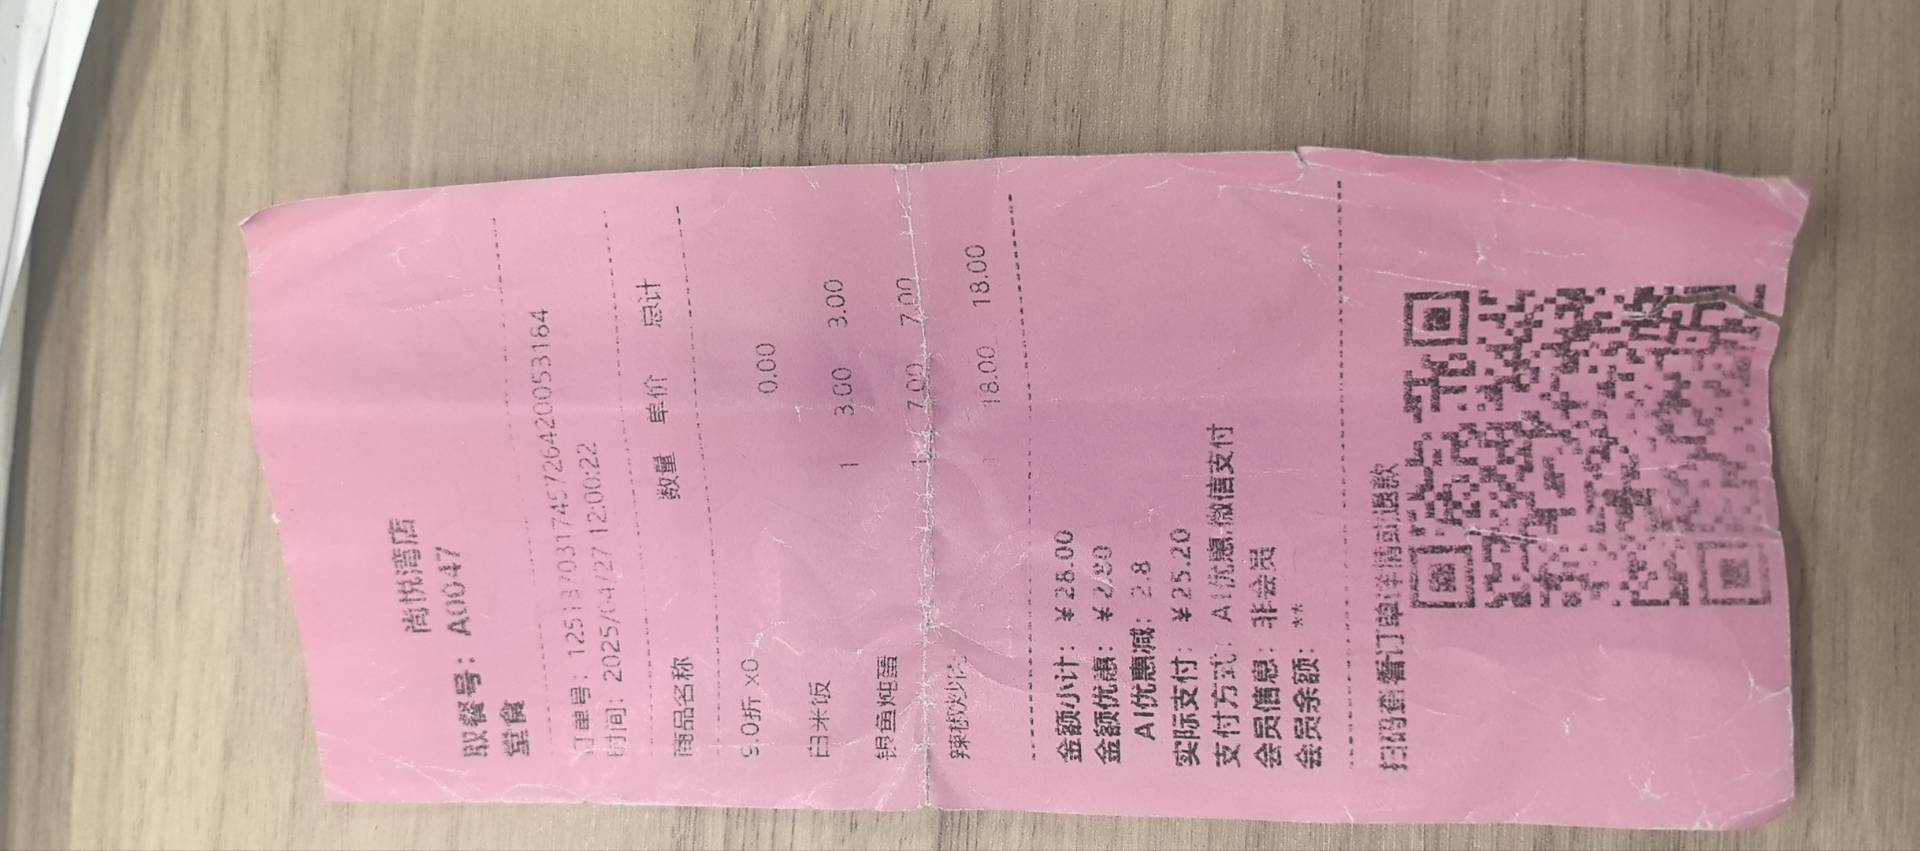 尚悦湾店
取餐号：A0047
堂食
订单号：125137031745726420053184
时间：2025/04/27 12:00:22
商品名称 数量 单价 总计
9.0折 X0 0.00
白米饭 1 3.00 3.00
银鱼炖蛋 1 7.00 7.00
辣椒炒 1 18.00 18.00
金额小计：￥28.00
金额优惠：￥2.80
AI优惠减：2.8
实际支付：￥25.20
支付方式：AI优惠,微信支付
会员信息：非会员
会员余额：**
扫码查看订单详情或退款